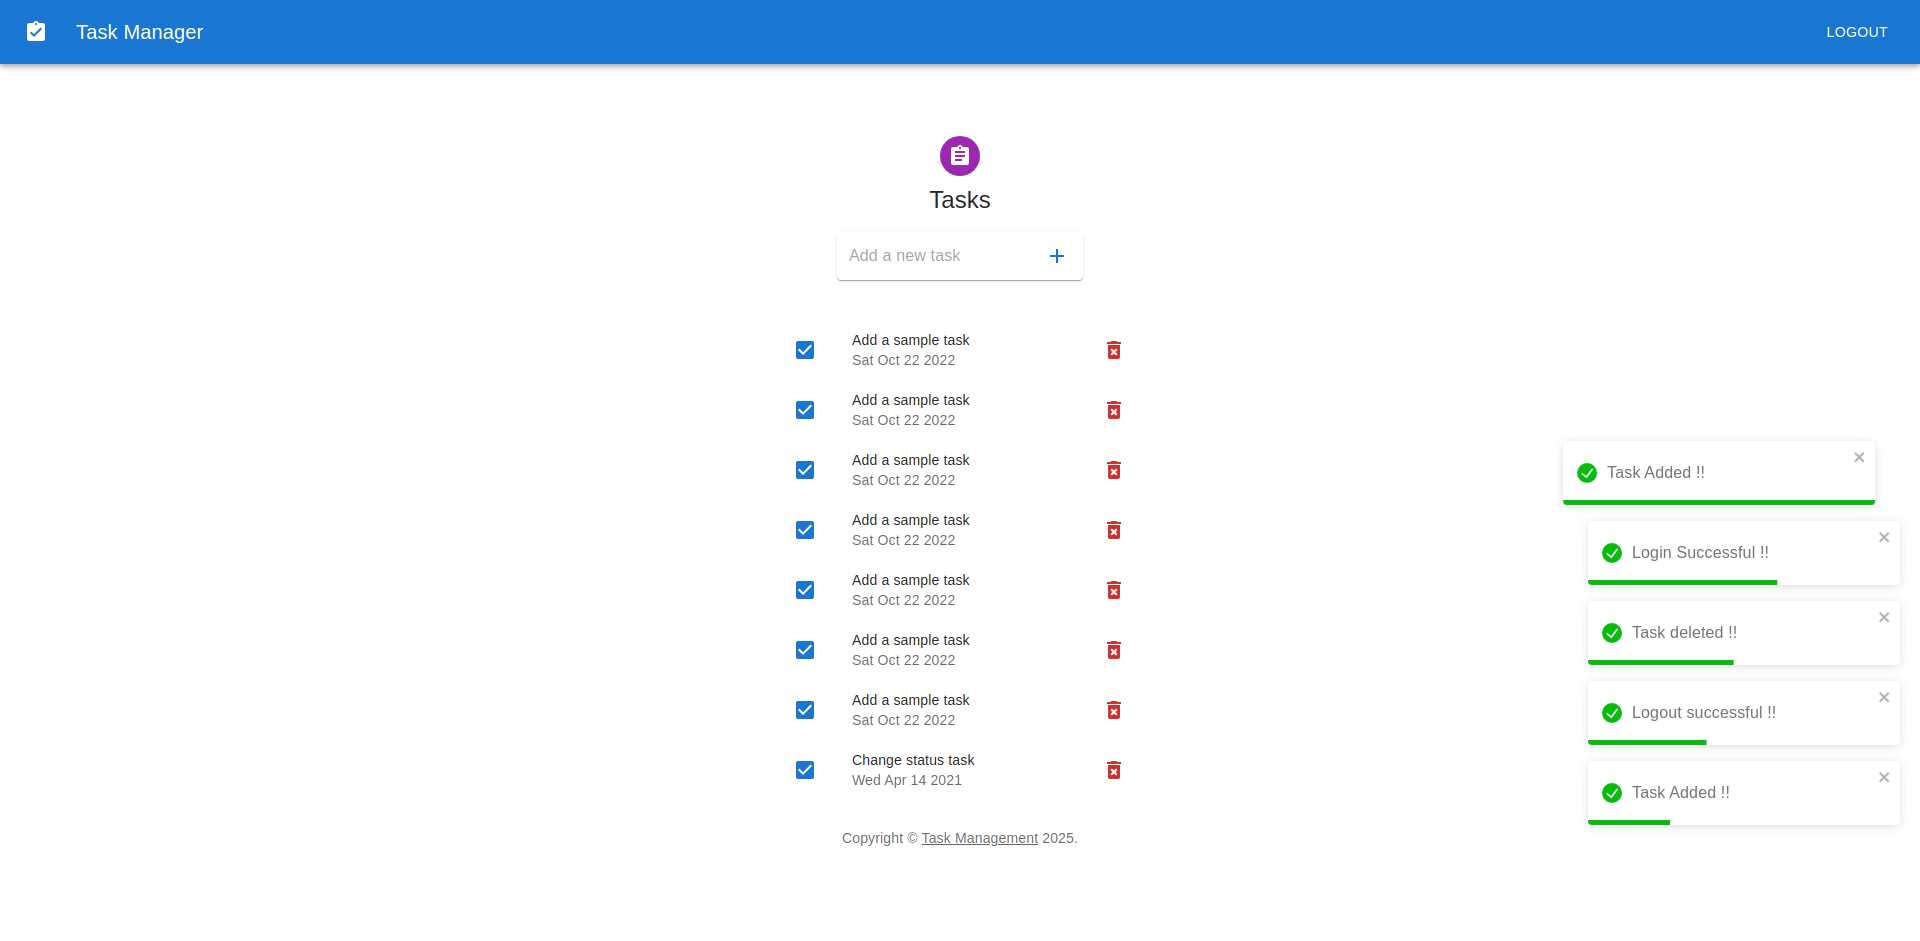 Task Manager
LOGOUT
Tasks
Add a new task
Add a sample task
Sat Oct 22 2022
Add a sample task
Sat Oct 22 2022
Add a sample task
Sat Oct 22 2022
Add a sample task
Sat Oct 22 2022
Add a sample task
Sat Oct 22 2022
Add a sample task
Sat Oct 22 2022
Add a sample task
Sat Oct 22 2022
Change status task
Wed Apr 14 2021
Copyright © Task Management 2025.
Task Added !!
Login Successful !!
Task deleted !!
Logout successful !!
Task Added !!